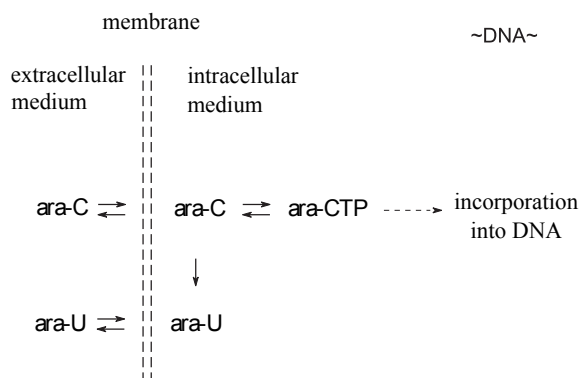 membrane
~DNA~
extracellular
medium
intracellular
medium
ara-C
ara-C
ara-CTP
incorporation
into DNA
ara-U
ara-U